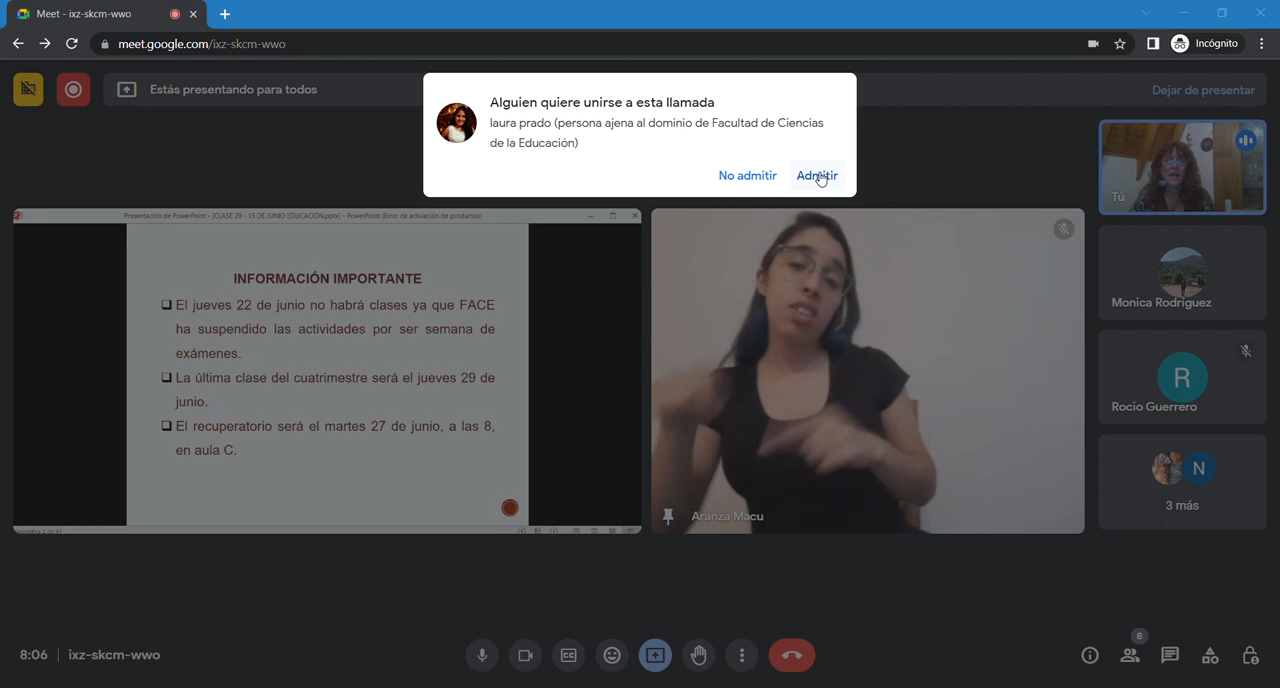 Meet - ixz-skcm-wwo
meet.google.com/ixz-skcm-wwo
Incógnito
Estás presentando para todos
Dejar de presentar
Alguien quiere unirse a esta llamada
laura prado (persona ajena al dominio de Facultad de Ciencias
de la Educación)
No admitir
Admitir
Presentación de PowerPoint - [CLASE 20 - 15 DE JUNIO EDUCACIÓN.pptx] - PowerPoint (Error de activación de productos)
INFORMACIÓN IMPORTANTE
El jueves 22 de junio no habrá clases ya que FACE
ha suspendido las actividades por ser semana de
exámenes.
La última clase del cuatrimestre será el jueves 29 de
junio.
El recuperatorio será el martes 27 de junio, a las 8,
en aula C.
Aranza Macu
Tú
Monica Rodriguez
R
Rocio Guerrero
N
3 más
8:06
ixz-skcm-wwo
8